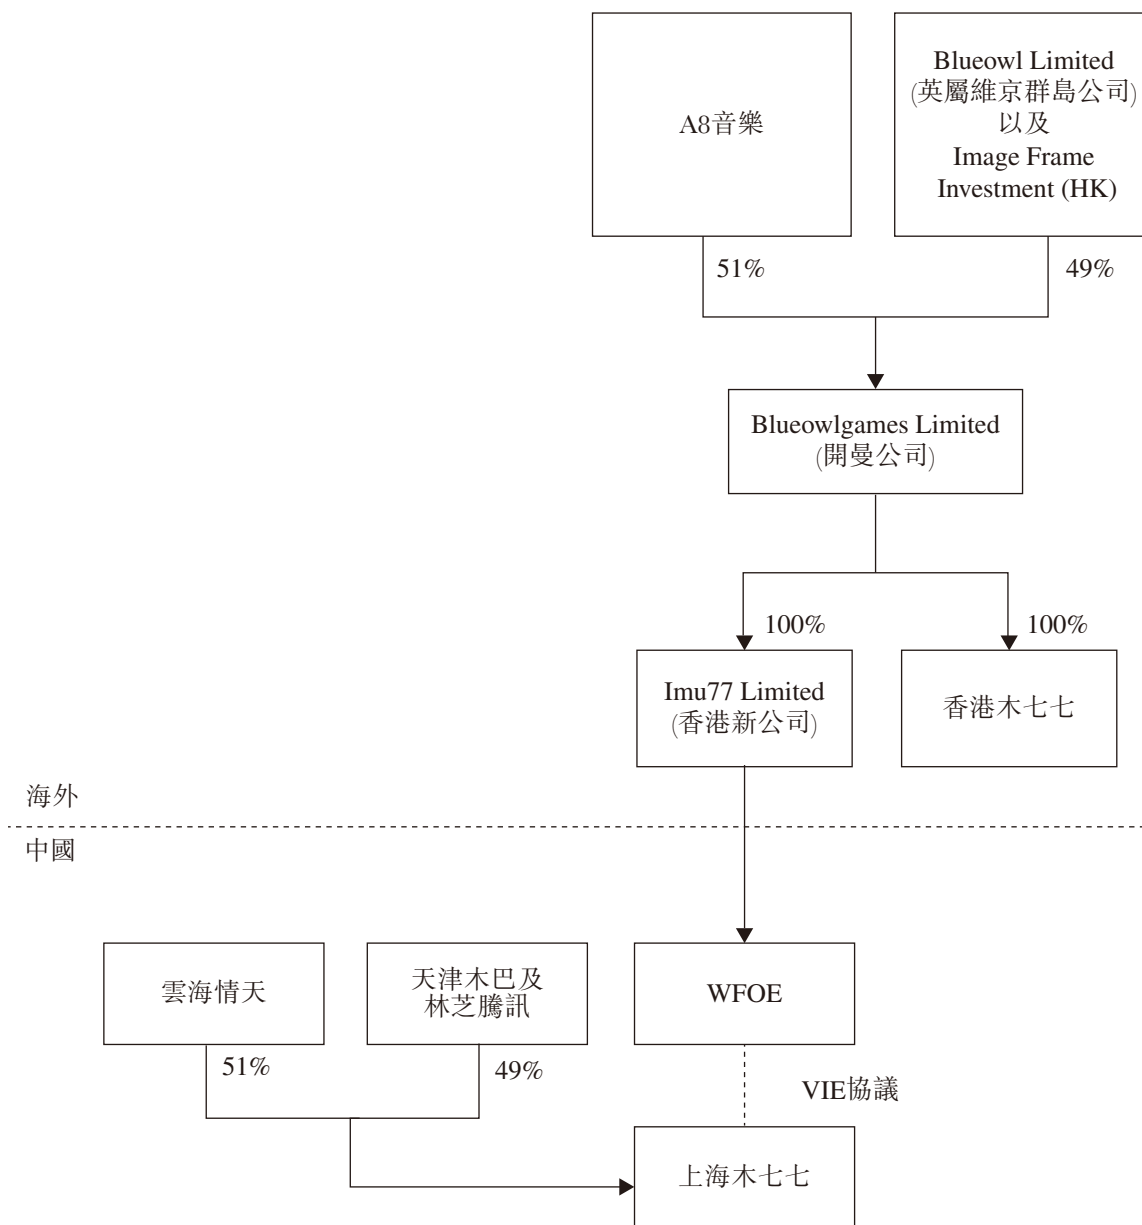 A8音樂
Blueowl Limited
(英屬維京群島公司)
以及
Image Frame
Investment (HK)
51%
49%
Blueowlgames Limited
(開曼公司)
100%
100%
Imu77 Limited
(香港新公司)
香港木七七
海外
中國
雲海情天
天津木巴及
林芝騰訊
WFOE
51%
49%
VIE協議
上海木七七